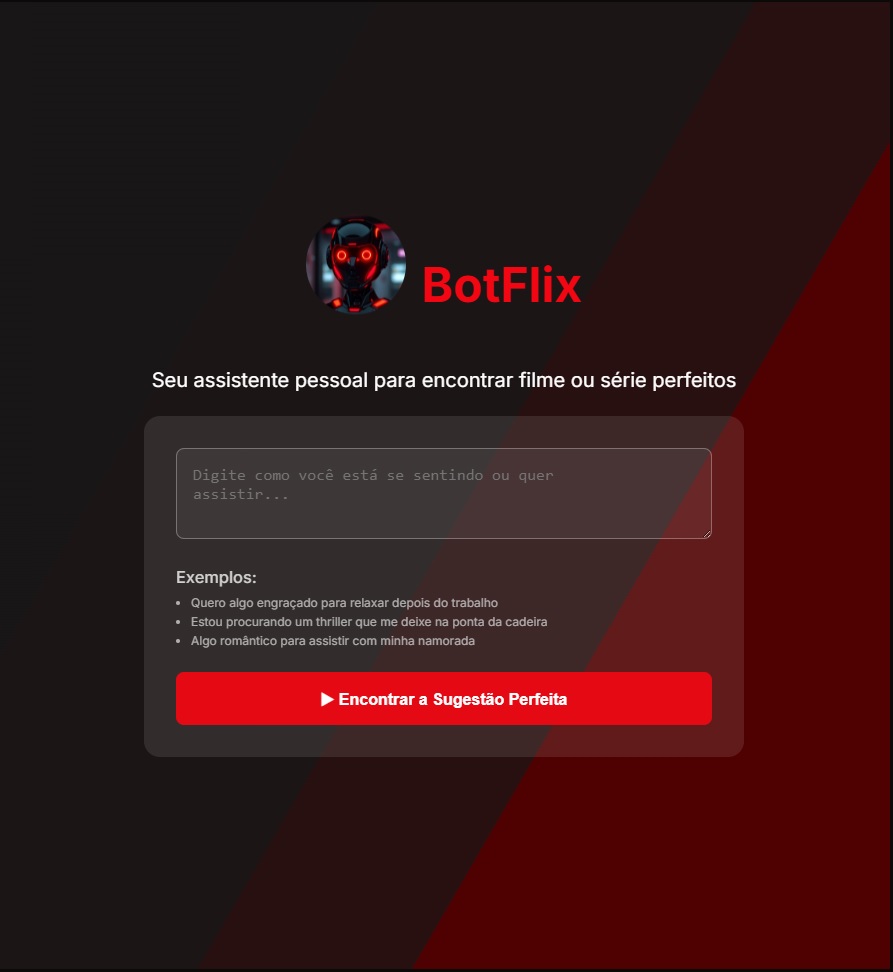 BotFlix
Seu assistente pessoal para encontrar filme ou série perfeitos
Digite como você está se sentindo ou quer
assistir...
Exemplos:
• Quero algo engraçado para relaxar depois do trabalho
• Estou procurando um thriller que me deixe na ponta da cadeira
• Algo romântico para assistir com minha namorada
▶ Encontrar a Sugestão Perfeita